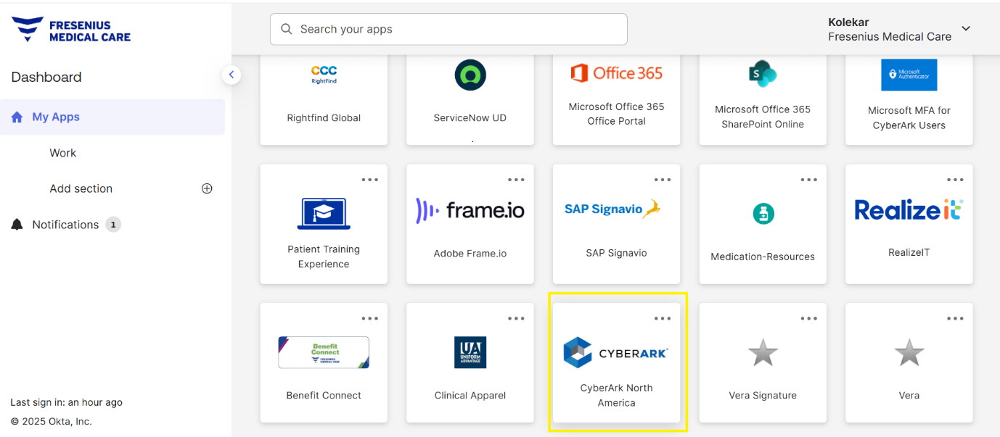 FRESENIUS
MEDICAL CARE
Search your apps
Kolekar
Fresenius Medical Care
Dashboard
My Apps
Work
Add section
Notifications 1
Last sign in: an hour ago
© 2025 Okta, Inc.
CCC
RightFind
Rightfind Global
ServiceNow UD
.
Office 365
Microsoft Office 365
Office Portal
S
Microsoft Office 365
SharePoint Online
Microsoft
Authenticator
Microsoft MFA for
CyberArk Users
Patient Training
Experience
frame.io
Adobe Frame.io
SAP Signavio
SAP Signavio
Medication-Resources
Realizeit
RealizeIT
Benefit
Connect
FRESENIUS
MEDICAL CARE
Benefit Connect
UA
UNIFORM
ADVANTAGE
Clinical Apparel
CYBERARK
CyberArk North
America
Vera Signature
Vera